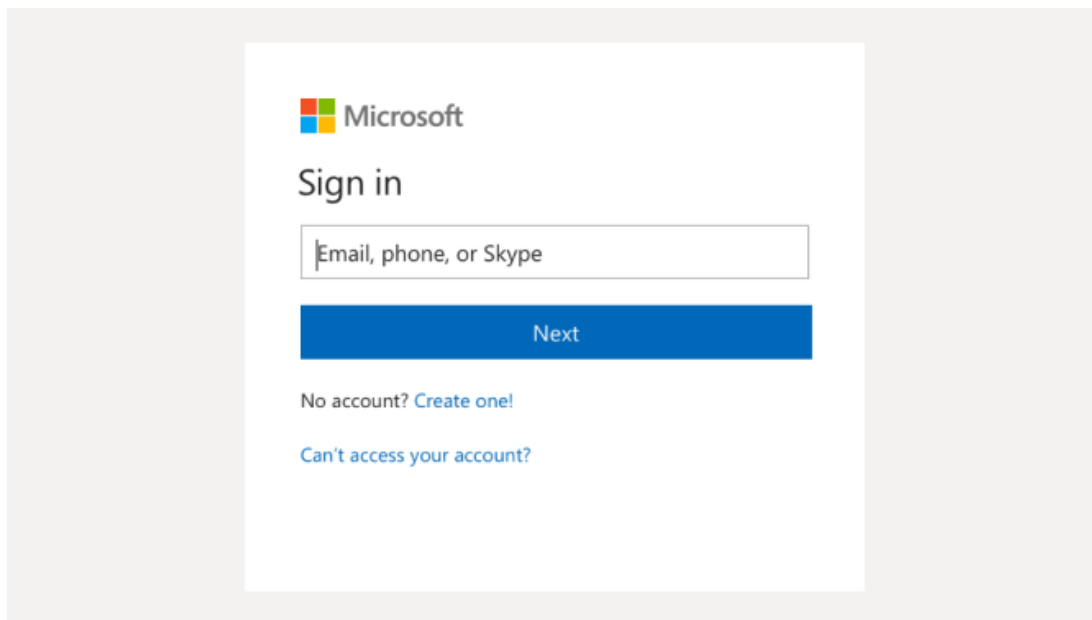 Microsoft
Sign in
Email, phone, or Skype
Next
No account? Create one!
Can't access your account?